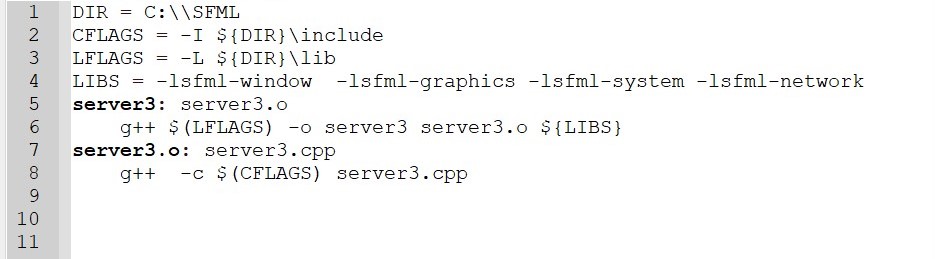 1 DIR = C:\\SFML
2 CFLAGS = -I ${DIR}\include
3 LFLAGS = -L ${DIR}\lib
4 LIBS = -lsfml-window  -lsfml-graphics -lsfml-system -lsfml-network
5 server3: server3.o
6     g++ $(LFLAGS) -o server3 server3.o ${LIBS}
7 server3.o: server3.cpp
8     g++  -c $(CFLAGS) server3.cpp
9
10
11